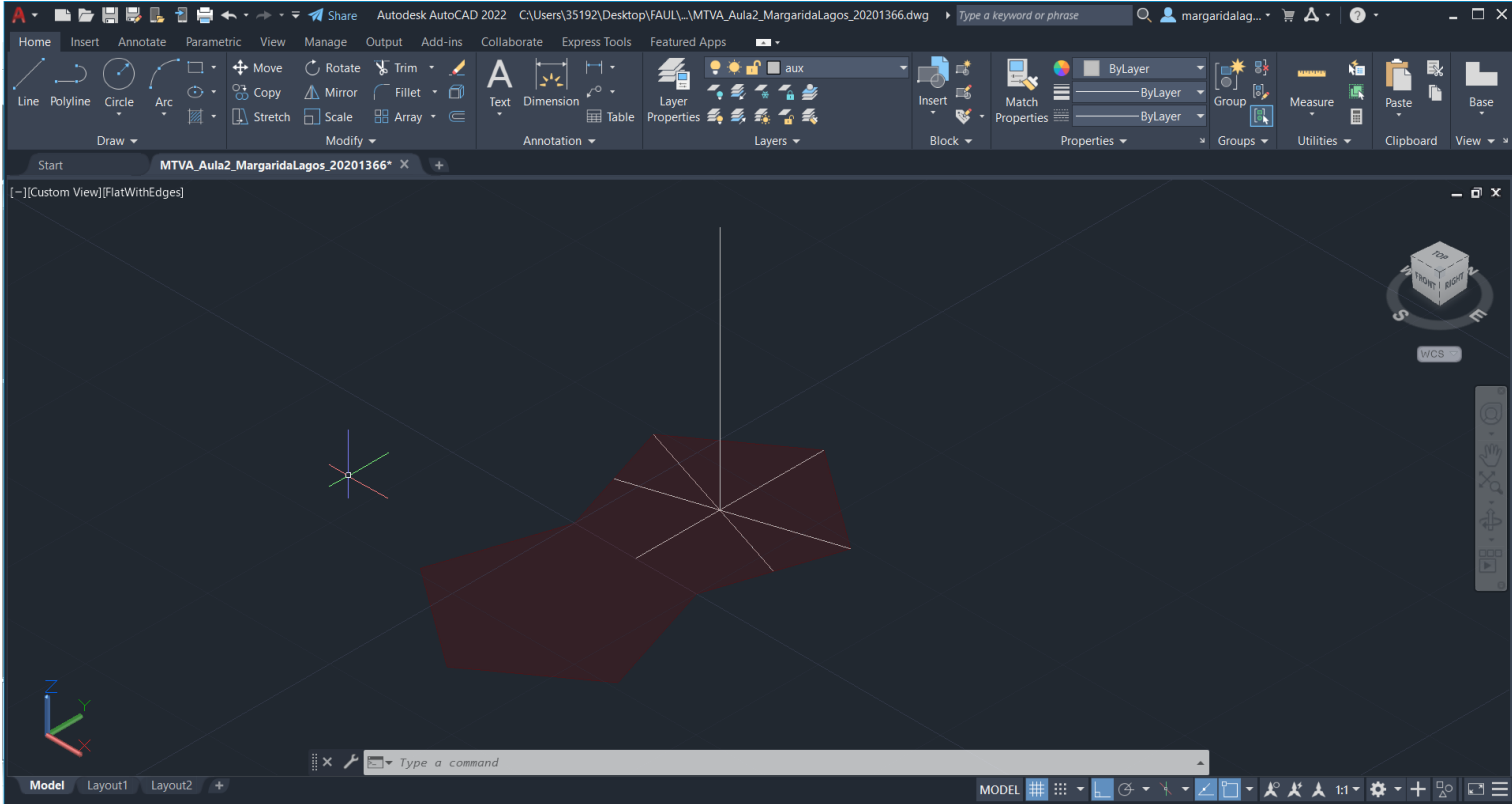 Share Autodesk AutoCAD 2022 C:\Users\35192\Desktop\FAUL\...\MTVA_Aula2_MargaridaLagos_20201366.dwg Type a keyword or phrase margaridalag...
Home Insert Annotate Parametric View Manage Output Add-ins Collaborate Express Tools Featured Apps
Line Polyline Circle Arc
Move Rotate Trim
Copy Mirror Fillet
Stretch Scale Array
Text Dimension Table
Layer Properties
aux
Insert
Match Properties
ByLayer
ByLayer
ByLayer
Group
Measure
Paste
Base
Draw Modify Annotation Layers Block Properties Groups Utilities Clipboard View
Start MTVA_Aula2_MargaridaLagos_20201366*
[−][Custom View][FlatWithEdges]
TOP
FRONT RIGHT
W N
S E
WCS
Z
Y
X
Type a command
Model Layout1 Layout2 MODEL 1:1